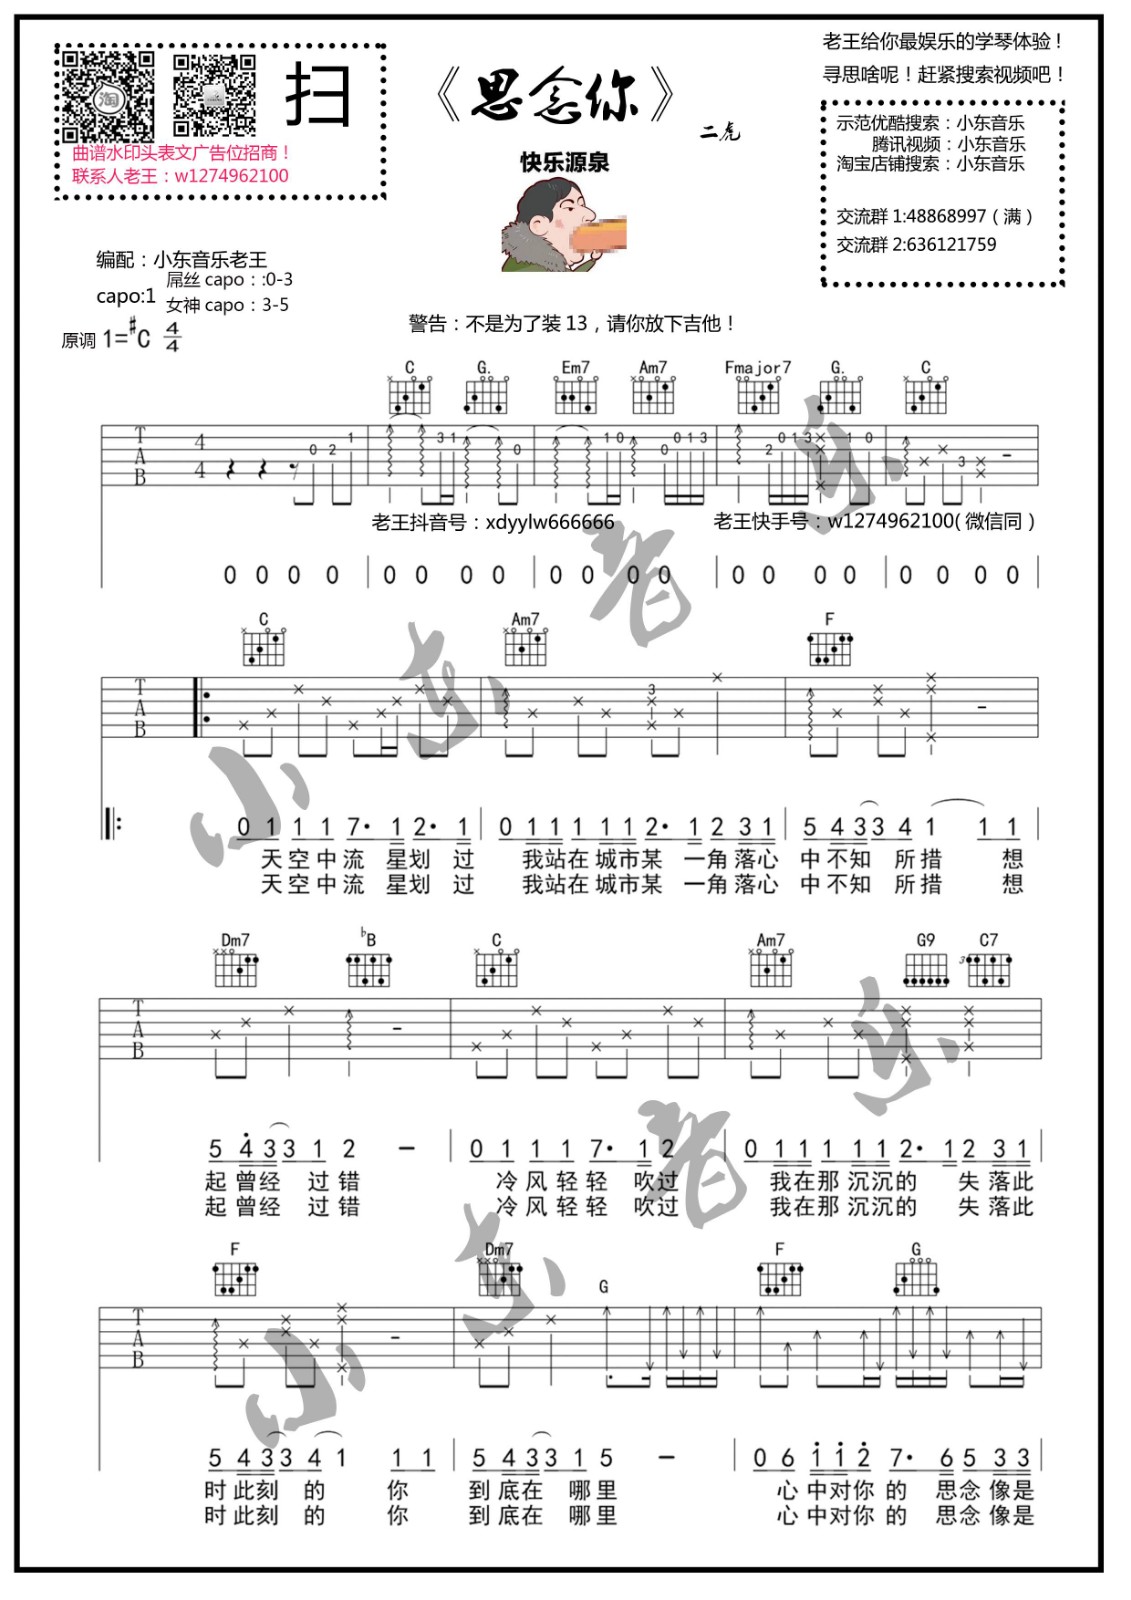 扫
曲谱水印头表文广告位招商！
联系人老王：w1274962100
《思念你》
二虎
快乐源泉
老王给你最娱乐的学琴体验！
寻思啥呢！赶紧搜索视频吧！
示范优酷搜索：小东音乐
腾讯视频：小东音乐
淘宝店铺搜索：小东音乐
交流群 1:48868997（满）
交流群 2:636121759
编配：小东音乐老王
capo:1 屌丝 capo：:0-3
女神 capo：3-5
原调 1=#C 4/4
警告：不是为了装 13，请你放下吉他！
C G. Em7 Am7 Fmajor7 G. C
T A B 4/4
老王抖音号：xdyylw666666 老王快手号：w1274962100(微信同）
0 0 0 0 | 0 0 0 0 | 0 0 0 0 | 0 0 0 0 | 0 0 0 0 |
C Am7 F
T A B
0 1 1 1 7· 1 2· 1 | 0 1 1 1 1 1 2· 1 2 3 1 | 5 4 3 3 4 1 1 1 |
天空中流 星划 过 我站在 城市某 一角落心 中不知 所措 想
天空中流 星划 过 我站在 城市某 一角落心 中不知 所措 想
Dm7 ♭B C Am7 G9 C7
T A B
5 4 3 3 1 2 － | 0 1 1 1 7· 1 2 | 0 1 1 1 1 1 2· 1 2 3 1 |
起曾经 过错 冷风轻轻 吹过 我在那沉沉的 失落此
起曾经 过错 冷风轻轻 吹过 我在那沉沉的 失落此
F Dm7 G F G
T A B
5 4 3 3 4 1 1 1 | 5 4 3 3 1 5 － | 0 6 1 1 2 7· 6 5 3 3 |
时此刻 的 你 到底在 哪里 心中对你 的 思念像是
时此刻 的 你 到底在 哪里 心中对你 的 思念像是
小东音乐
小东音乐